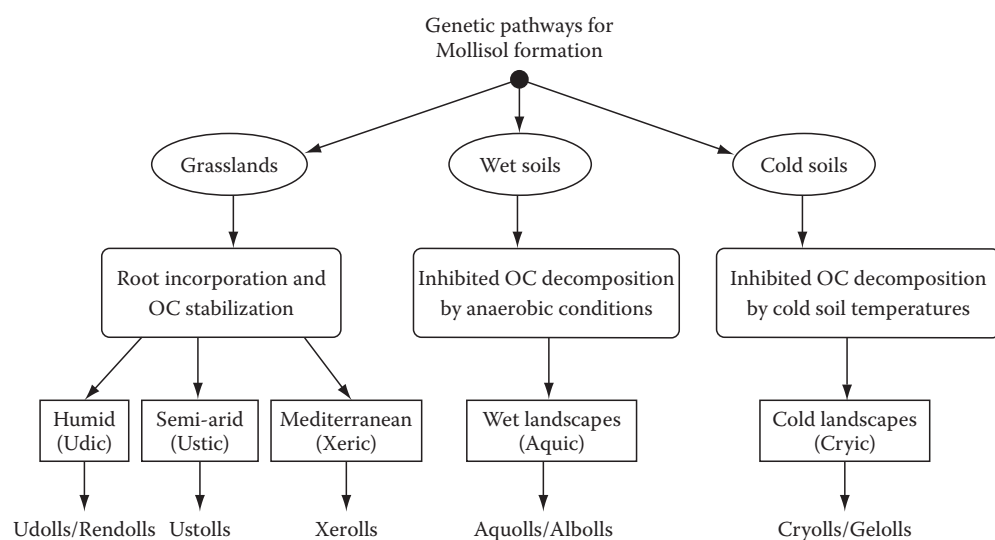 Genetic pathways for
Mollisol formation
Grasslands
Wet soils
Cold soils
Root incorporation and
OC stabilization
Inhibited OC decomposition
by anaerobic conditions
Inhibited OC decomposition
by cold soil temperatures
Humid
(Udic)
Semi-arid
(Ustic)
Mediterranean
(Xeric)
Wet landscapes
(Aquic)
Cold landscapes
(Cryic)
Udolls/Rendolls
Ustolls
Xerolls
Aquolls/Albolls
Cryolls/Gelolls